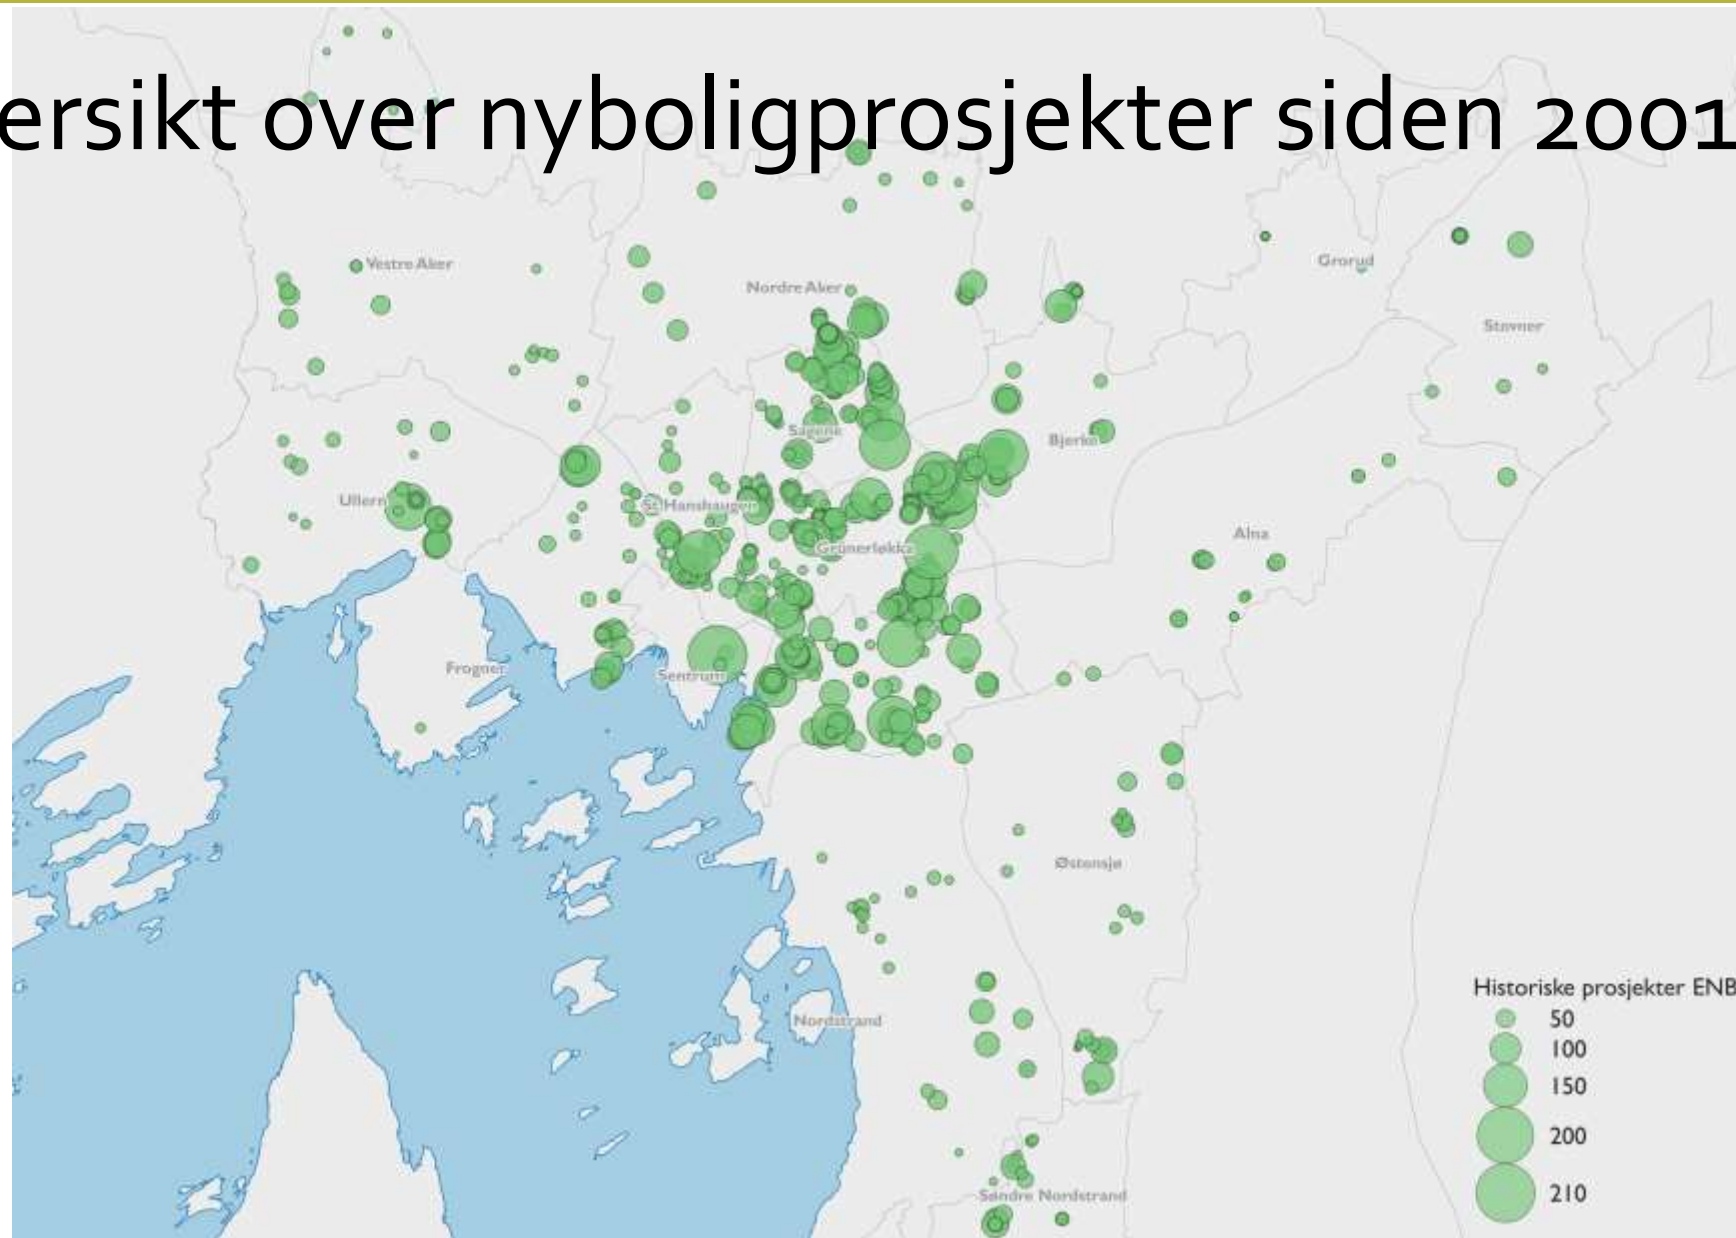 ersikt over nyboligprosjekter siden 2001
Vestre Aker
Nordre Aker
Grorud
Stovner
Sagene
Bjerke
Ullern
St.Hanshaugen
Grünerløkka
Alna
Frogner
Sentrum
Østensjø
Nordstrand
Søndre Nordstrand
Historiske prosjekter ENB
50
100
150
200
210